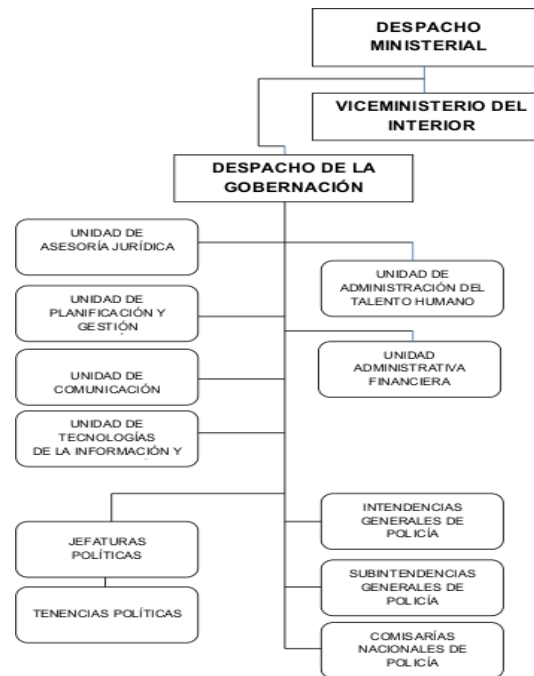 DESPACHO
MINISTERIAL
VICEMINISTERIO DEL
INTERIOR
DESPACHO DE LA
GOBERNACIÓN
UNIDAD DE
ASESORÍA JURÍDICA
UNIDAD DE
ADMINISTRACIÓN DEL
TALENTO HUMANO
UNIDAD DE
PLANIFICACIÓN Y
GESTIÓN
UNIDAD
ADMINISTRATIVA
FINANCIERA
UNIDAD DE
COMUNICACIÓN
UNIDAD DE
TECNOLOGÍAS
DE LA INFORMACIÓN Y
JEFATURAS
POLÍTICAS
INTENDENCIAS
GENERALES DE
POLICÍA
TENENCIAS POLÍTICAS
SUBINTENDENCIAS
GENERALES DE
POLICÍA
COMISARÍAS
NACIONALES DE
POLICÍA